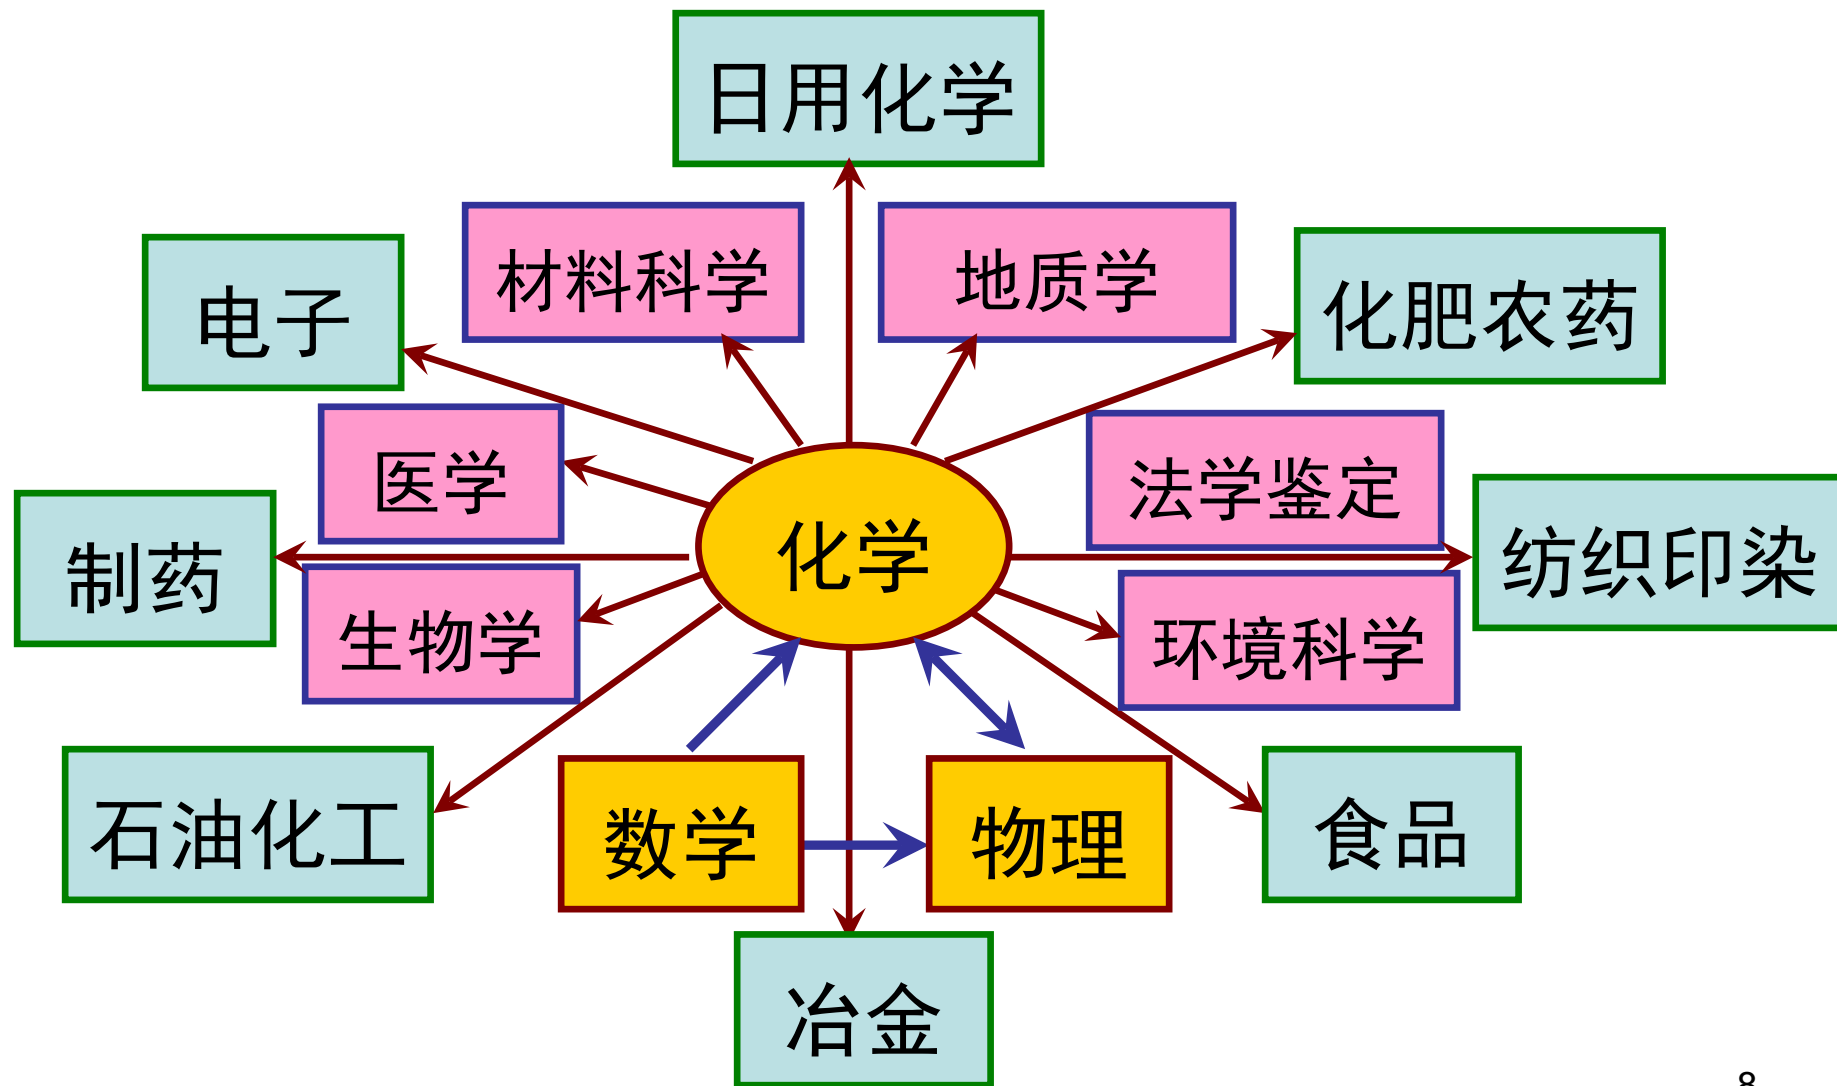 日用化学
材料科学
地质学
电子
化肥农药
医学
法学鉴定
化学
制药
纺织印染
生物学
环境科学
石油化工
数学
物理
食品
冶金
8